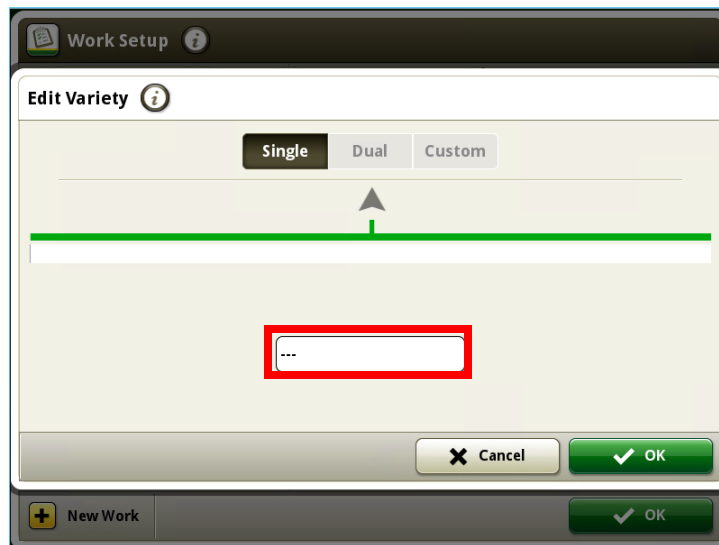 Work Setup i
Edit Variety i
Single Dual Custom
---
Cancel OK
New Work OK